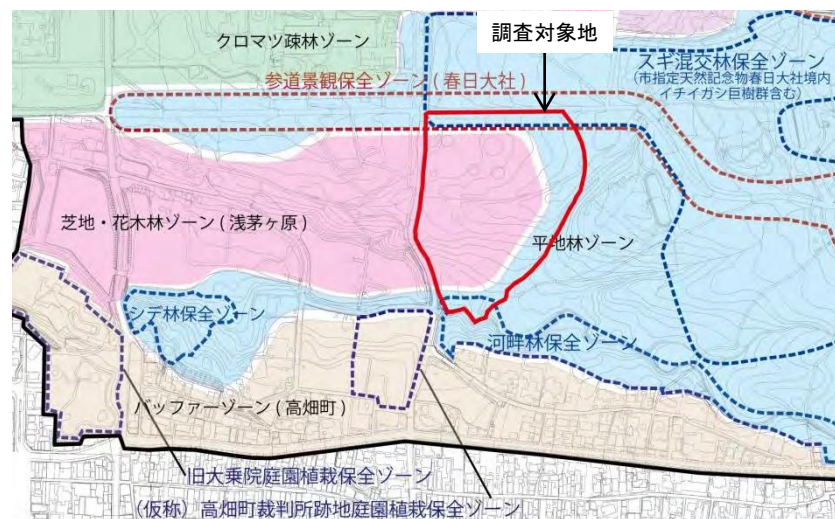 調査対象地
クロマツ疎林ゾーン
スギ混交林保全ゾーン
(市指定天然記念物春日大社境内
イチイガシ巨樹群含む)
参道景観保全ゾーン(春日大社)
芝地・花木林ゾーン(浅茅ヶ原)
平地林ゾーン
シデ林保全ゾーン
河畔林保全ゾーン
バッファーゾーン(高畑町)
旧大乗院庭園植栽保全ゾーン
(仮称)高畑町裁判所跡地庭園植栽保全ゾーン